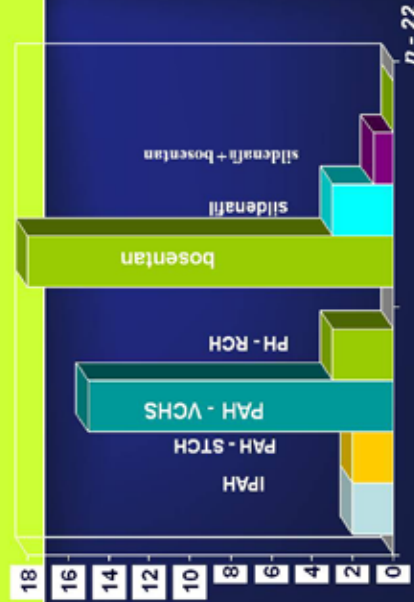 18
16
14
12
10
8
6
4
2
0
IPAH
PAH - STCH
PAH - VCHS
PH - RCH
bosentan
sildenafil
sildenafil+bosentan
n - 22